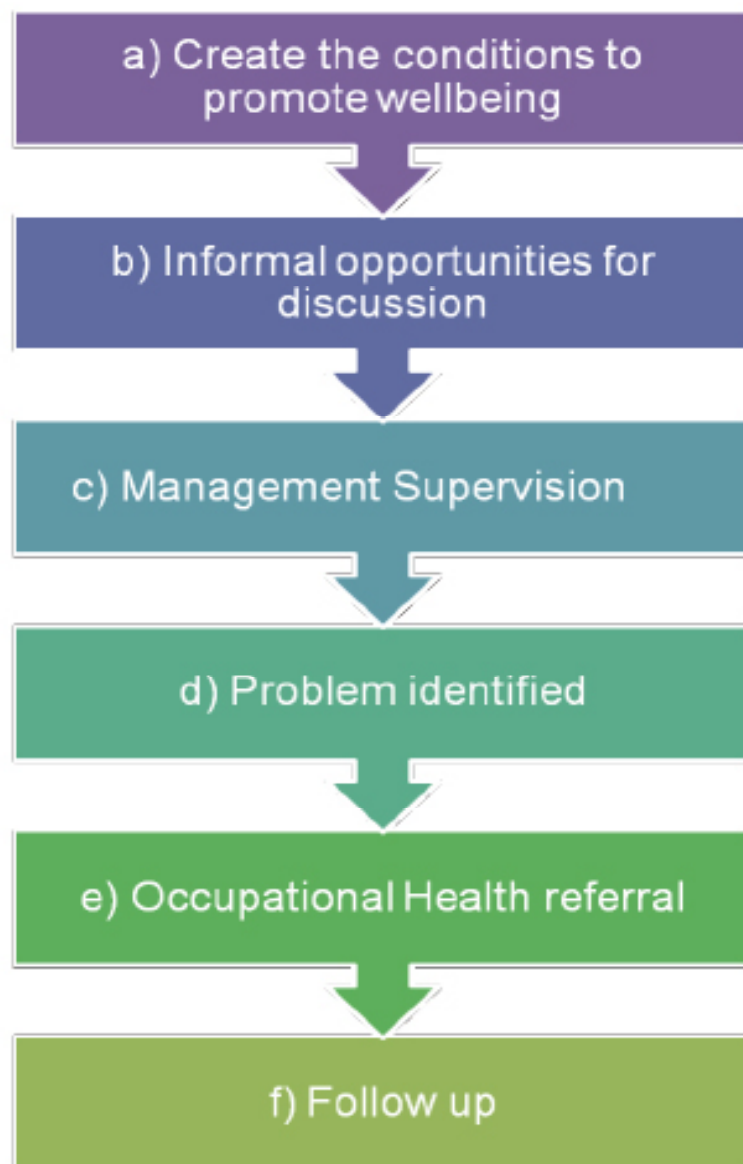 a) Create the conditions to
promote wellbeing
b) Informal opportunities for
discussion
c) Management Supervision
d) Problem identified
e) Occupational Health referral
f) Follow up